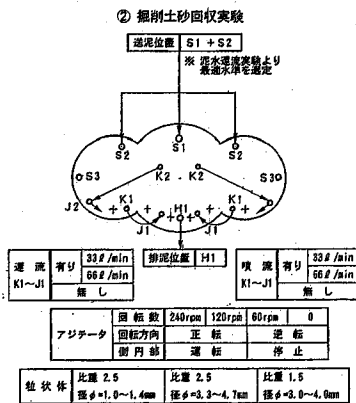 ② 掘削土砂回収実験
送泥位置 S1+S2
※ 泥水還流実験より
最適水準を選定
S1
S2 S2
S3 K2 K2 S3
J2 K1 H1 K1 J2
J1 J1
還流 K1~J1 有り 33ℓ/min
66ℓ/min
無し
排泥位置 H1
噴流 K1~J1 有り 33ℓ/min
66ℓ/min
無し
アジテータ 回転数 240rpm 120rpm 60rpm 0
回転方向 正転 逆転
側円部 運転 停止
粒状体 比重 2.5 比重 2.5 比重 1.5
径φ=1.0~1.4mm 径φ=3.3~4.7mm 径φ=3.0~4.0mm